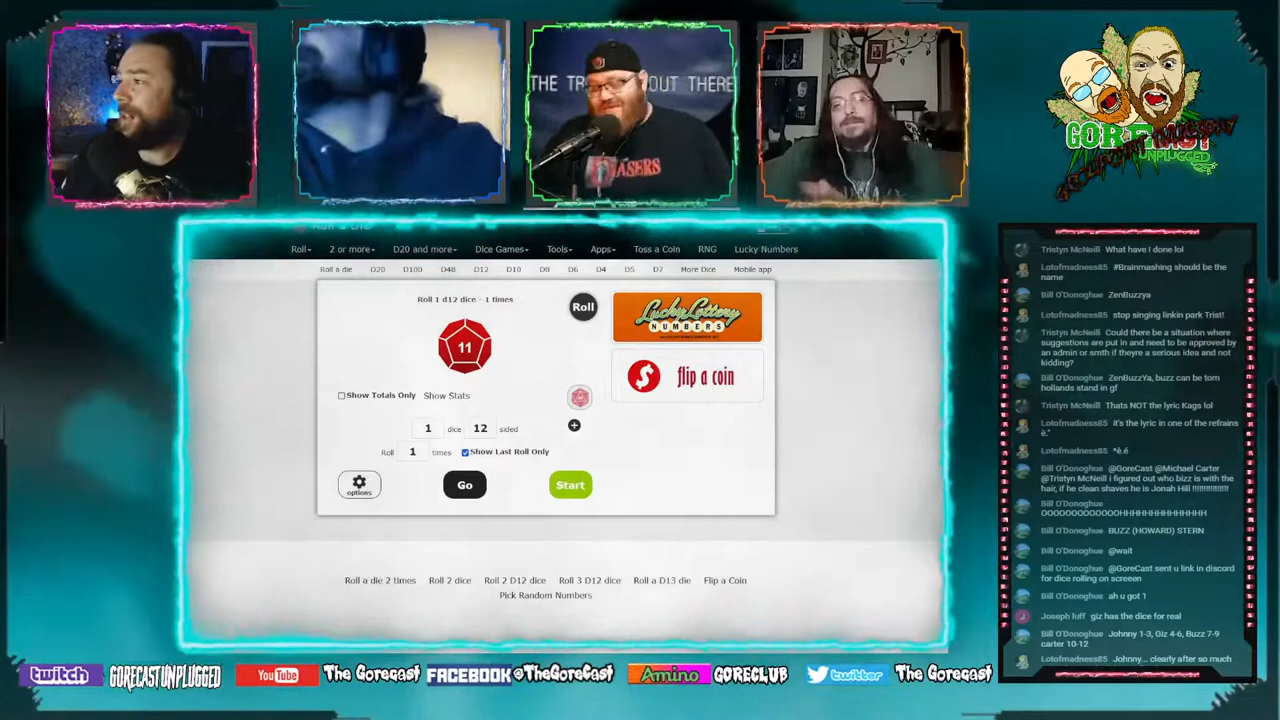 THE TR OUT THERE
ASERS
GORECAST
UNPLUGGED
Roll a Die
Roll
2 or more
D20 and more
Dice Games
Tools
Apps
Toss a Coin
RNG
Lucky Numbers
Roll a die
D20
D100
D48
D12
D10
D8
D6
D4
D5
D7
More Dice
Mobile app
Roll 1 d12 dice - 1 times
Roll
11
Show Totals Only
Show Stats
1 dice 12 sided
Roll 1 times
Show Last Roll Only
options
Go
Start
Lucky Lottery
NUMBERS
$ flip a coin
Roll a die 2 times
Roll 2 dice
Roll 2 D12 dice
Roll 3 D12 dice
Roll a D13 die
Flip a Coin
Pick Random Numbers
Tristyn McNeill What have I done lol
Lotofmadness85 #Brainmashing should be the
name
Bill O'Donoghue ZenBuzzya
Lotofmadness85 stop singing linkin park Trist!
Tristyn McNeill Could there be a situation where
suggestions are put in and need to be approved by
an admin or smth if theyre a serious idea and not
kidding?
Bill O'Donoghue ZenBuzzYa, buzz can be tom
hollands stand in gf
Tristyn McNeill Thats NOT the lyric Kags lol
Lotofmadness85 it's the lyric in one of the refrains
è."
Lotofmadness85 *è.é
Bill O'Donoghue @GoreCast @Michael Carter
@Tristyn McNeill i figured out who bizz is with the
hair, if he clean shaves he is Jonah Hill !!!!!!!!!!!!!!!!
Bill O'Donoghue
OOOOOOOOOOOOHHHHHHHHHHHHHH
Bill O'Donoghue BUZZ (HOWARD) STERN
Bill O'Donoghue @wait
Bill O'Donoghue @GoreCast sent u link in discord
for dice rolling on screeen
Bill O'Donoghue ah u got 1
Joseph luff giz has the dice for real
Bill O'Donoghue Johnny 1-3, Giz 4-6, Buzz 7-9
carter 10-12
Lotofmadness85 Johnny... clearly after so much
twitch GORECASTUNPLUGGED
YouTube The Gorecast
FACEBOOK @TheGoreCast
Amino GORECLUB
twitter The Gorecast